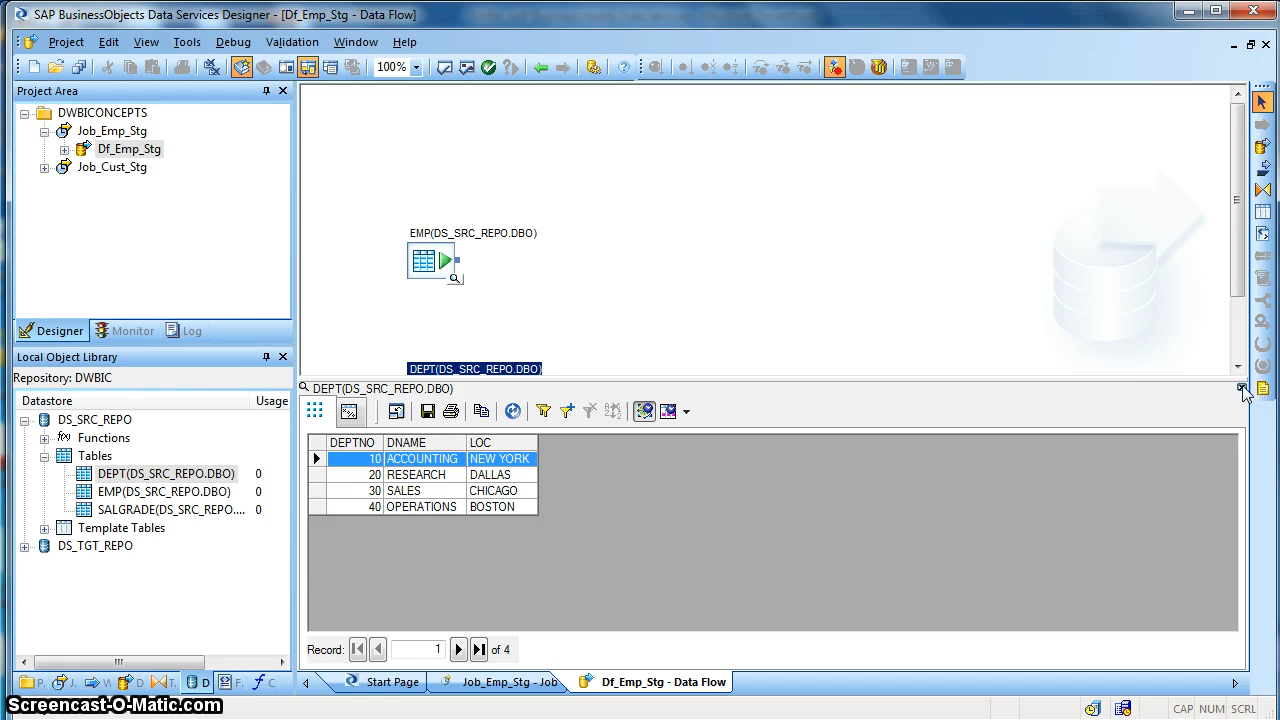 SAP BusinessObjects Data Services Designer - [Df_Emp_Stg - Data Flow]
Project Edit View Tools Debug Validation Window Help
100%
Project Area
DWBICONCEPTS
Job_Emp_Stg
Df_Emp_Stg
Job_Cust_Stg
Designer Monitor Log
Local Object Library
Repository: DWBIC
Datastore Usage
DS_SRC_REPO
f(x) Functions
Tables
DEPT(DS_SRC_REPO.DBO) 0
EMP(DS_SRC_REPO.DBO) 0
SALGRADE(DS_SRC_REPO.... 0
Template Tables
DS_TGT_REPO
P. J. W D T. D F. C
EMP(DS_SRC_REPO.DBO)
DEPT(DS_SRC_REPO.DBO)
DEPT(DS_SRC_REPO.DBO)
DEPTNO DNAME LOC
10 ACCOUNTING NEW YORK
20 RESEARCH DALLAS
30 SALES CHICAGO
40 OPERATIONS BOSTON
Record: 1 of 4
Start Page Job_Emp_Stg - Job Df_Emp_Stg - Data Flow
CAP NUM SCRL
Screencast-O-Matic.com